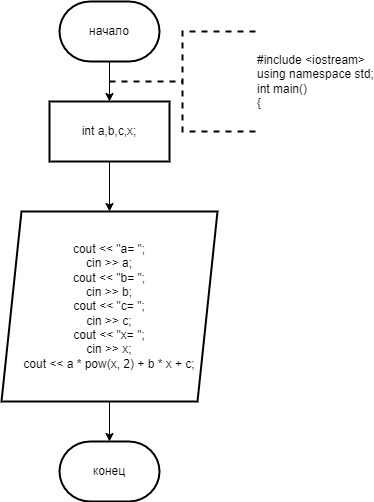 начало
#include <iostream>
using namespace std;
int main()
{
int a,b,c,x;
cout << "a= ";
cin >> a;
cout << "b= ";
cin >> b;
cout << "c= ";
cin >> c;
cout << "x= ";
cin >> x;
cout << a * pow(x, 2) + b * x + c;
конец